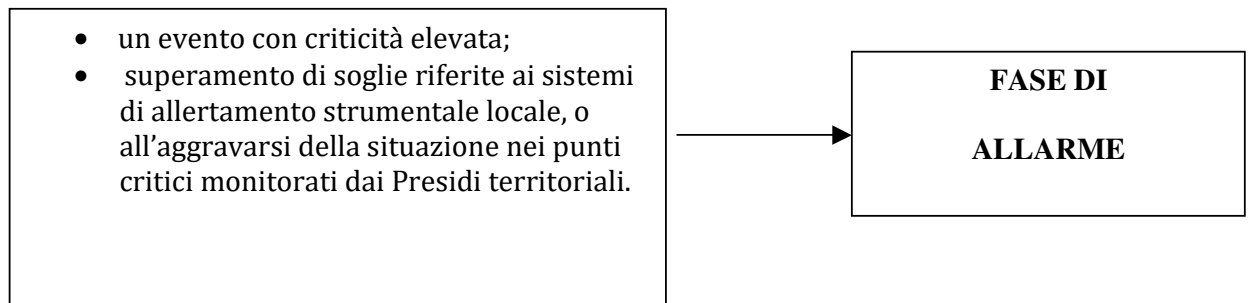 • un evento con criticità elevata;
• superamento di soglie riferite ai sistemi
di allertamento strumentale locale, o
all'aggravarsi della situazione nei punti
critici monitorati dai Presidi territoriali.
FASE DI
ALLARME